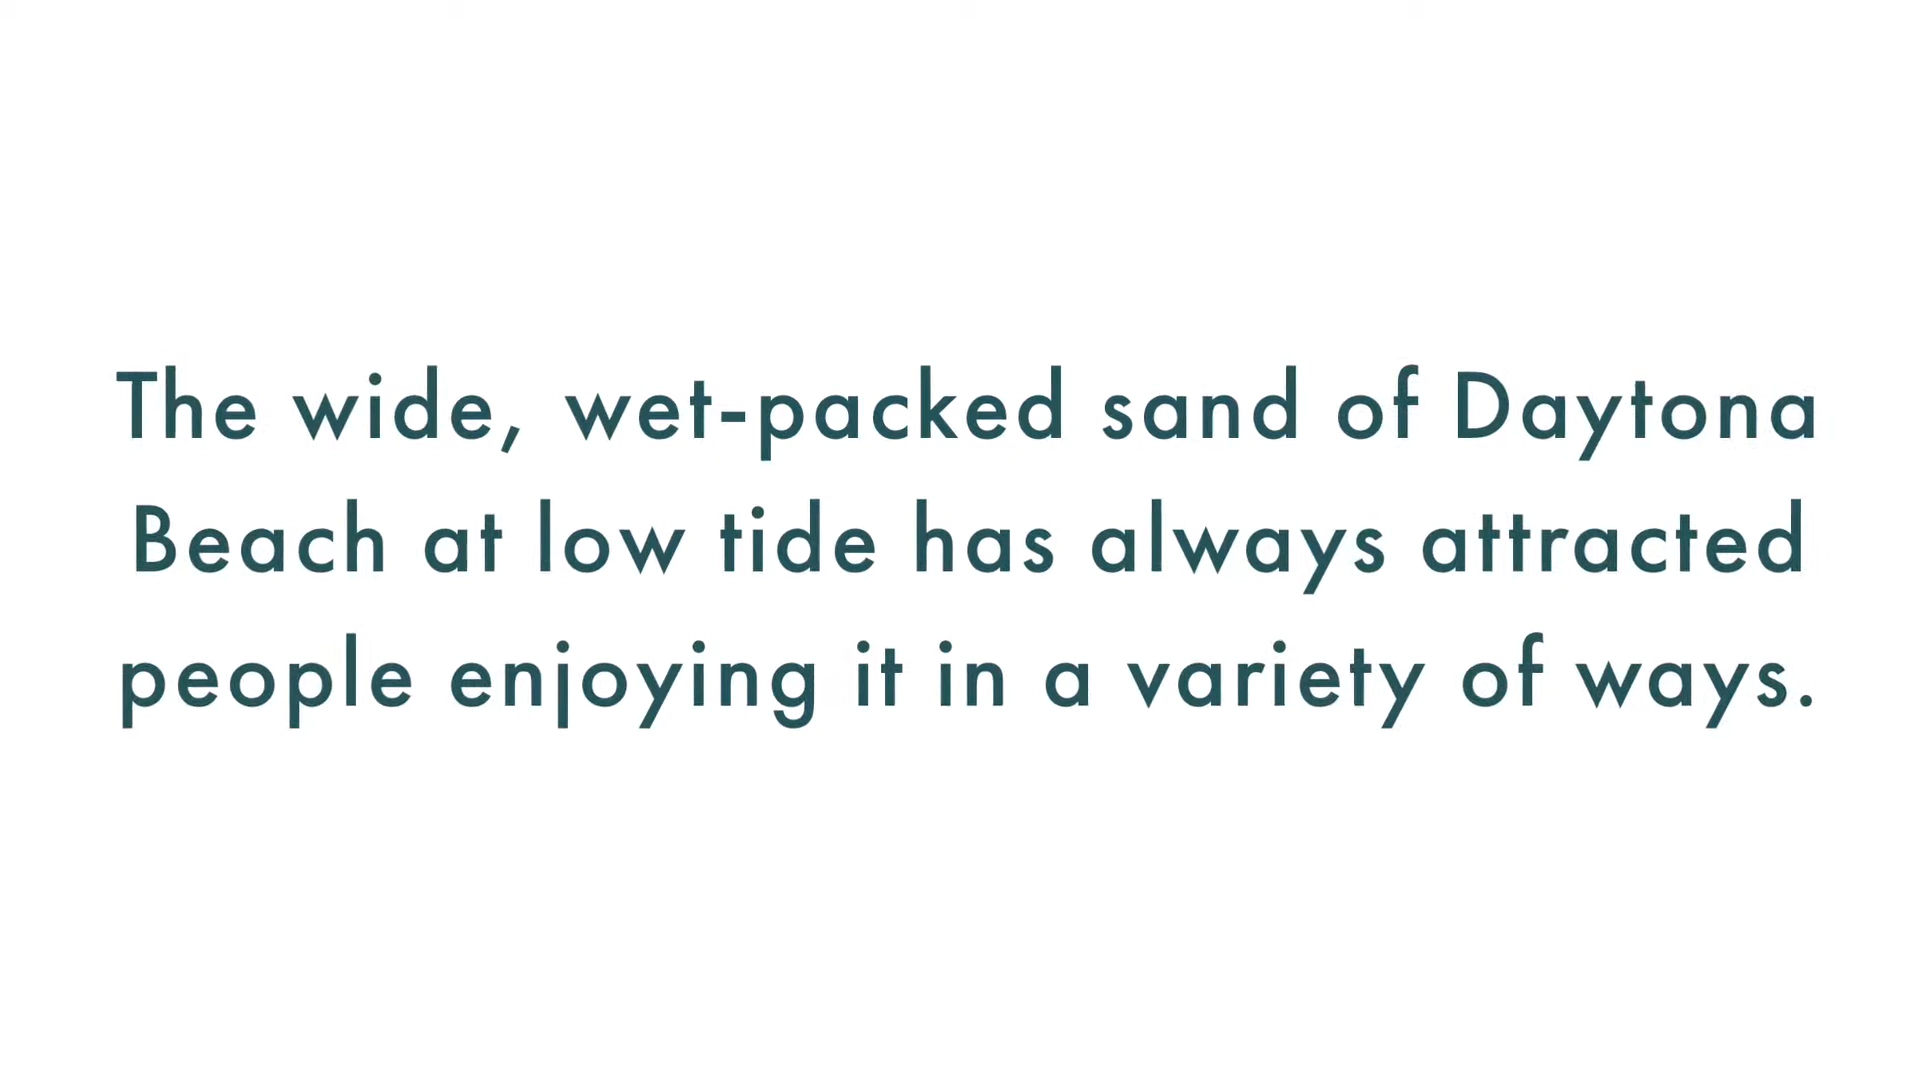 The wide, wet-packed sand of Daytona
Beach at low tide has always attracted
people enjoying it in a variety of ways.